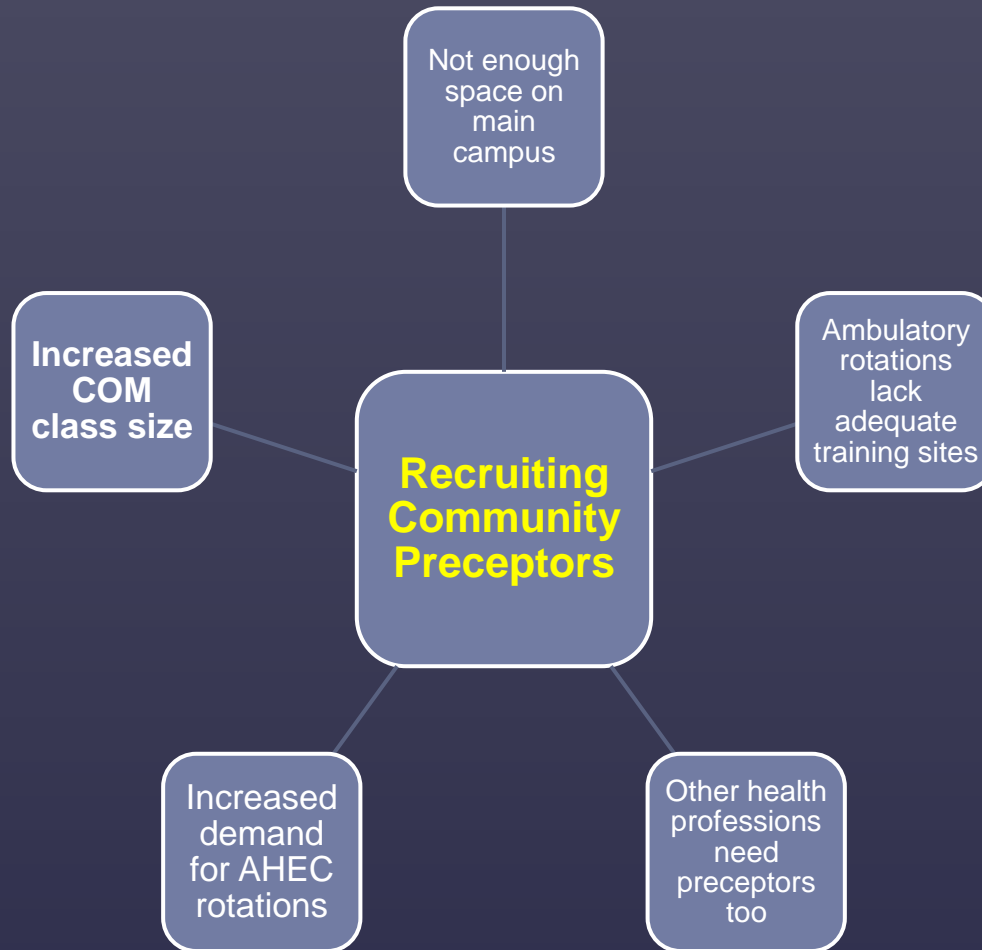 Not enough
space on
main
campus
Increased
COM
class size
Ambulatory
rotations
lack
adequate
training sites
Recruiting
Community
Preceptors
Increased
demand
for AHEC
rotations
Other health
professions
need
preceptors
too